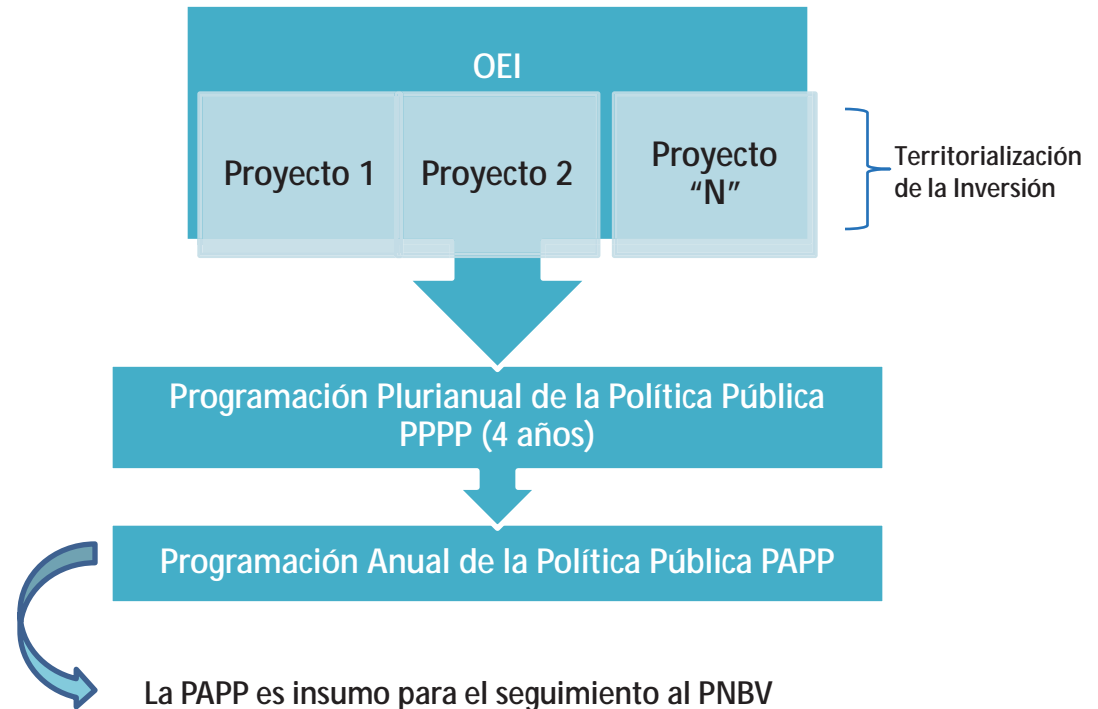 OEI
Proyecto 1
Proyecto 2
Proyecto
“N”
Territorialización
de la Inversión
Programación Plurianual de la Política Pública
PPPP (4 años)
Programación Anual de la Política Pública PAPP
La PAPP es insumo para el seguimiento al PNBV